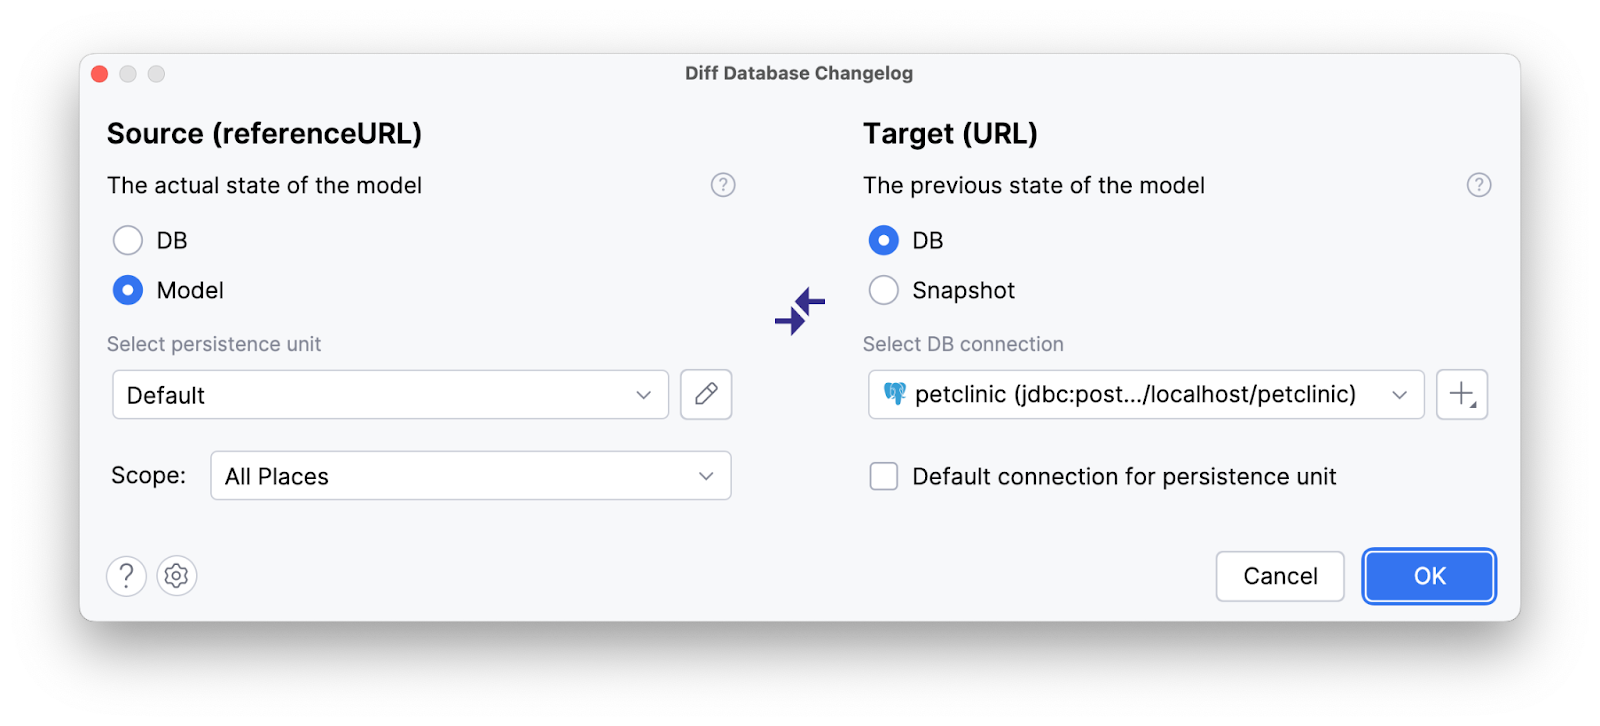 Diff Database Changelog
Source (referenceURL)
The actual state of the model
?
DB
Model
Select persistence unit
Default
Scope:
All Places
Target (URL)
The previous state of the model
?
DB
Snapshot
Select DB connection
petclinic (jdbc:post.../localhost/petclinic)
Default connection for persistence unit
?
Cancel
OK